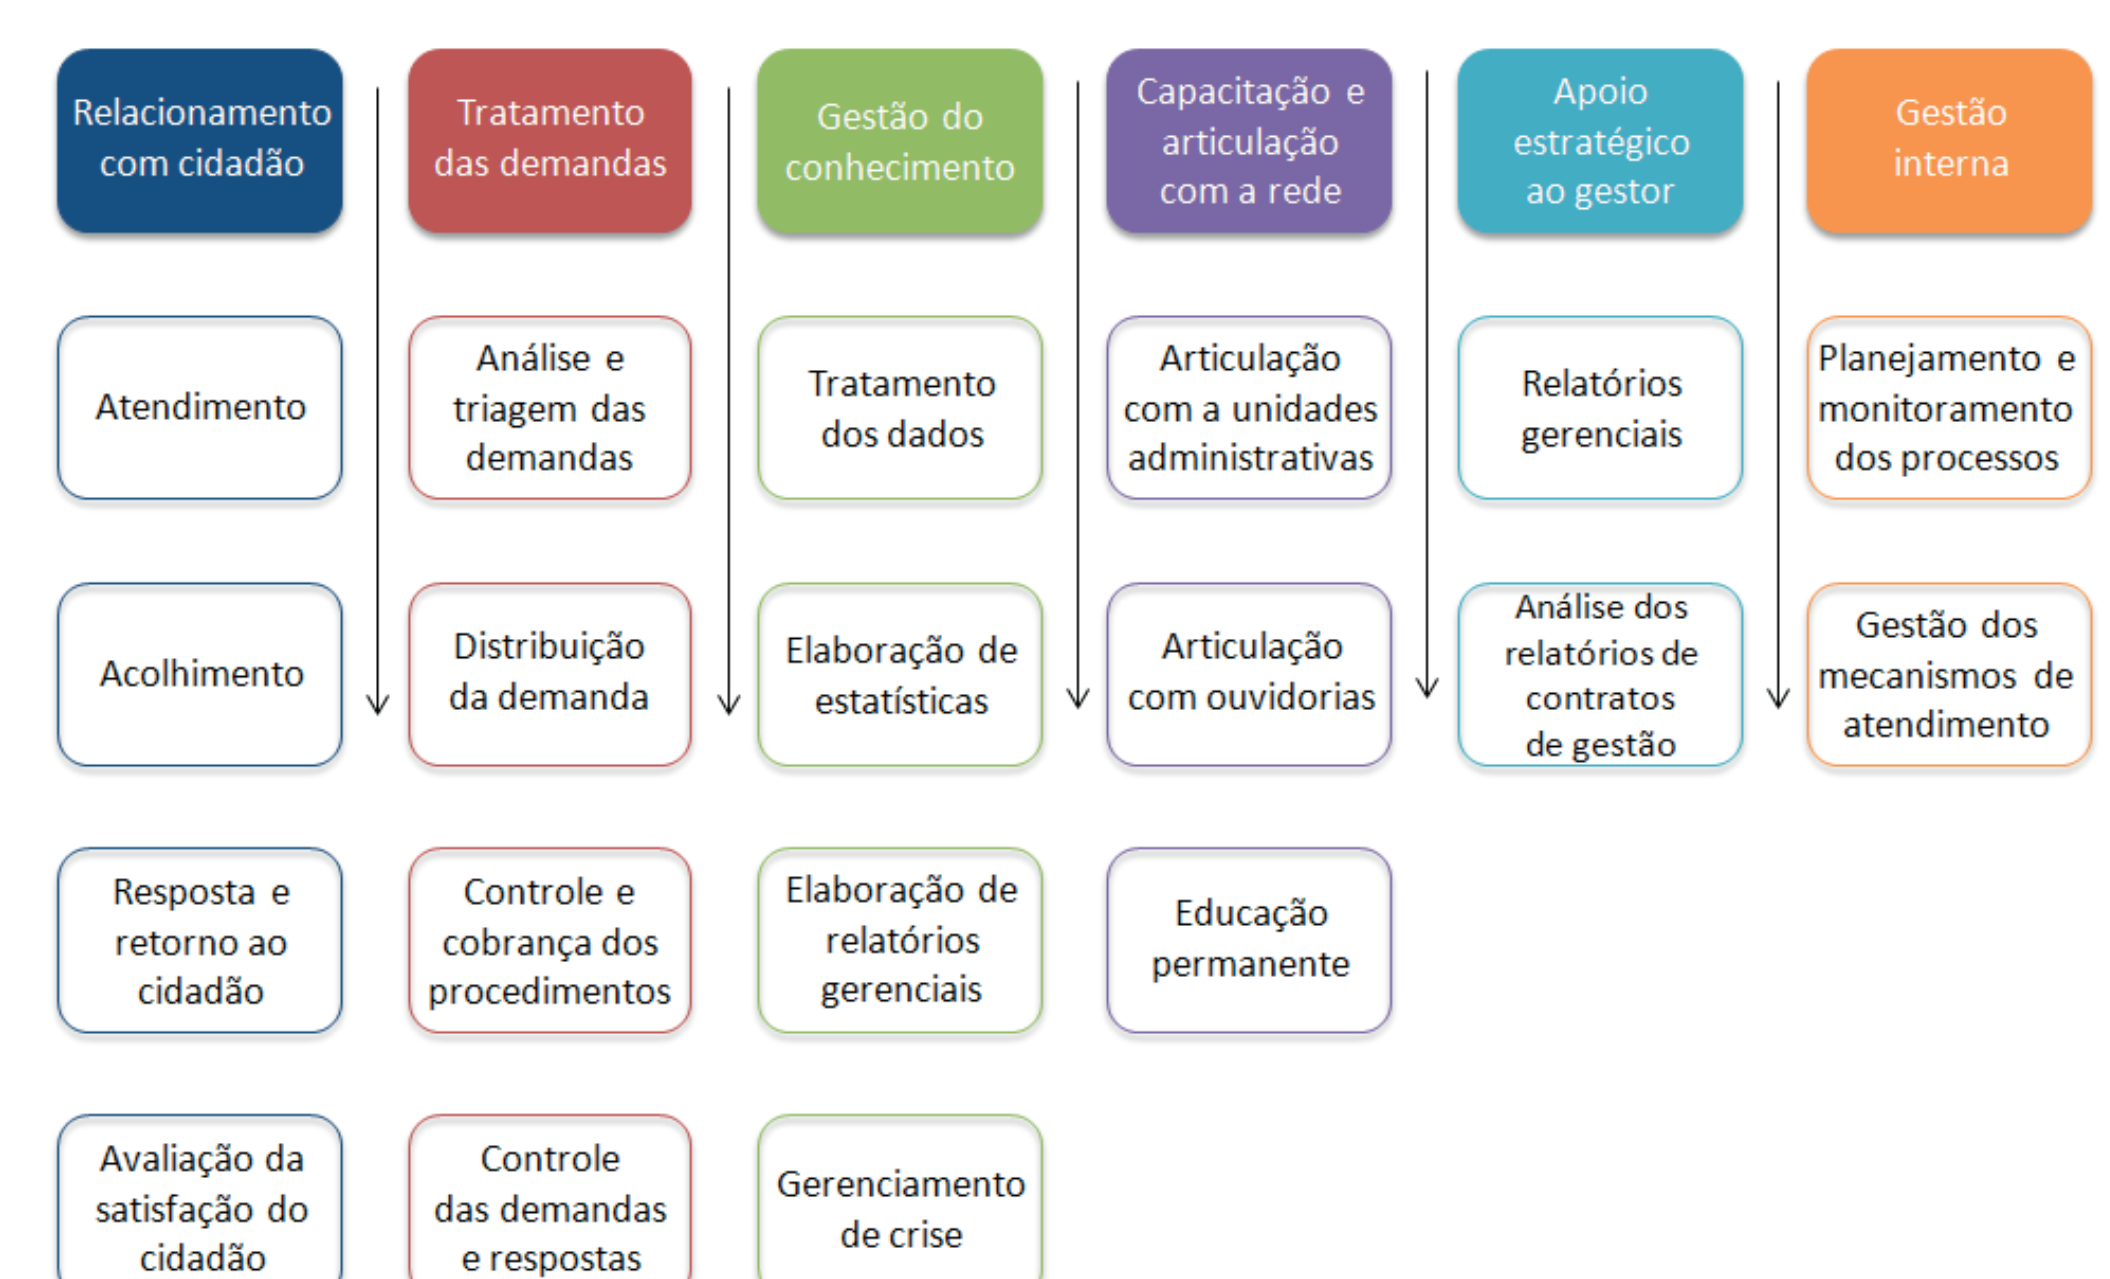 Relacionamento
com cidadão
Tratamento
das demandas
Gestão do
conhecimento
Capacitação e
articulação
com a rede
Apoio
estratégico
ao gestor
Gestão
interna
Atendimento
Análise e
triagem das
demandas
Tratamento
dos dados
Articulação
com a unidades
administrativas
Relatórios
gerenciais
Planejamento e
monitoramento
dos processos
Acolhimento
Distribuição
da demanda
Elaboração de
estatísticas
Articulação
com ouvidorias
Análise dos
relatórios de
contratos
de gestão
Gestão dos
mecanismos de
atendimento
Resposta e
retorno ao
cidadão
Controle e
cobrança dos
procedimentos
Elaboração de
relatórios
gerenciais
Educação
permanente
Avaliação da
satisfação do
cidadão
Controle
das demandas
e respostas
Gerenciamento
de crise